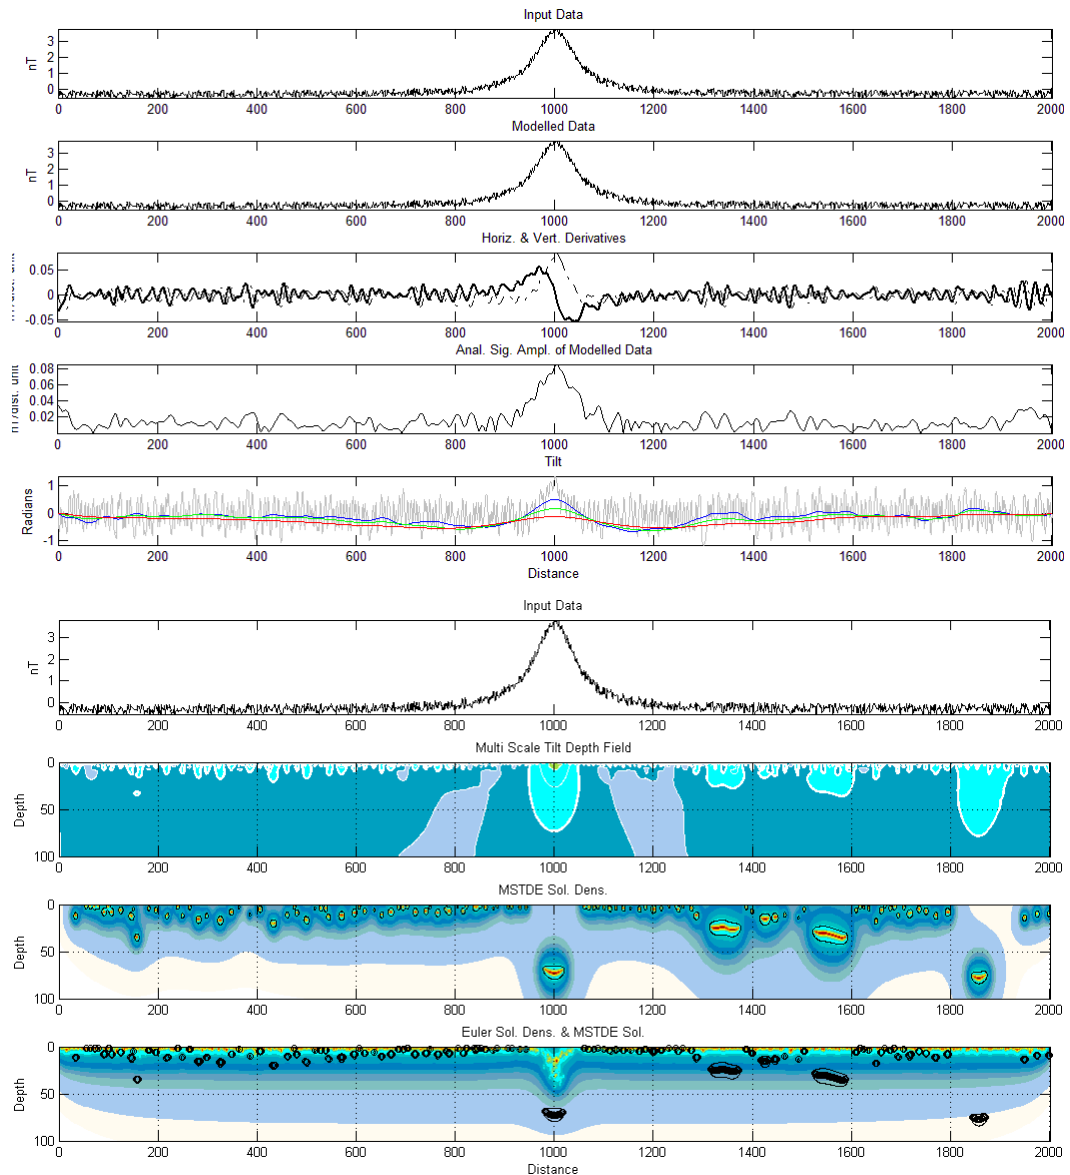 Input Data
nT
3
2
1
0
0 200 400 600 800 1000 1200 1400 1600 1800 2000
Modelled Data
nT
3
2
1
0
0 200 400 600 800 1000 1200 1400 1600 1800 2000
Horiz. & Vert. Derivatives
0.05
0
-0.05
0 200 400 600 800 1000 1200 1400 1600 1800 2000
Anal. Sig. Ampl. of Modelled Data
nT/dist. unit
0.08
0.06
0.04
0.02
0 200 400 600 800 1000 1200 1400 1600 1800 2000
Tilt
Radians
1
0
-1
0 200 400 600 800 1000 1200 1400 1600 1800 2000
Distance
Input Data
nT
3
2
1
0
0 200 400 600 800 1000 1200 1400 1600 1800 2000
Multi Scale Tilt Depth Field
Depth
0
50
100
0 200 400 600 800 1000 1200 1400 1600 1800 2000
MSTDE Sol. Dens.
Depth
0
50
100
0 200 400 600 800 1000 1200 1400 1600 1800 2000
Euler Sol. Dens. & MSTDE Sol.
Depth
0
50
100
0 200 400 600 800 1000 1200 1400 1600 1800 2000
Distance